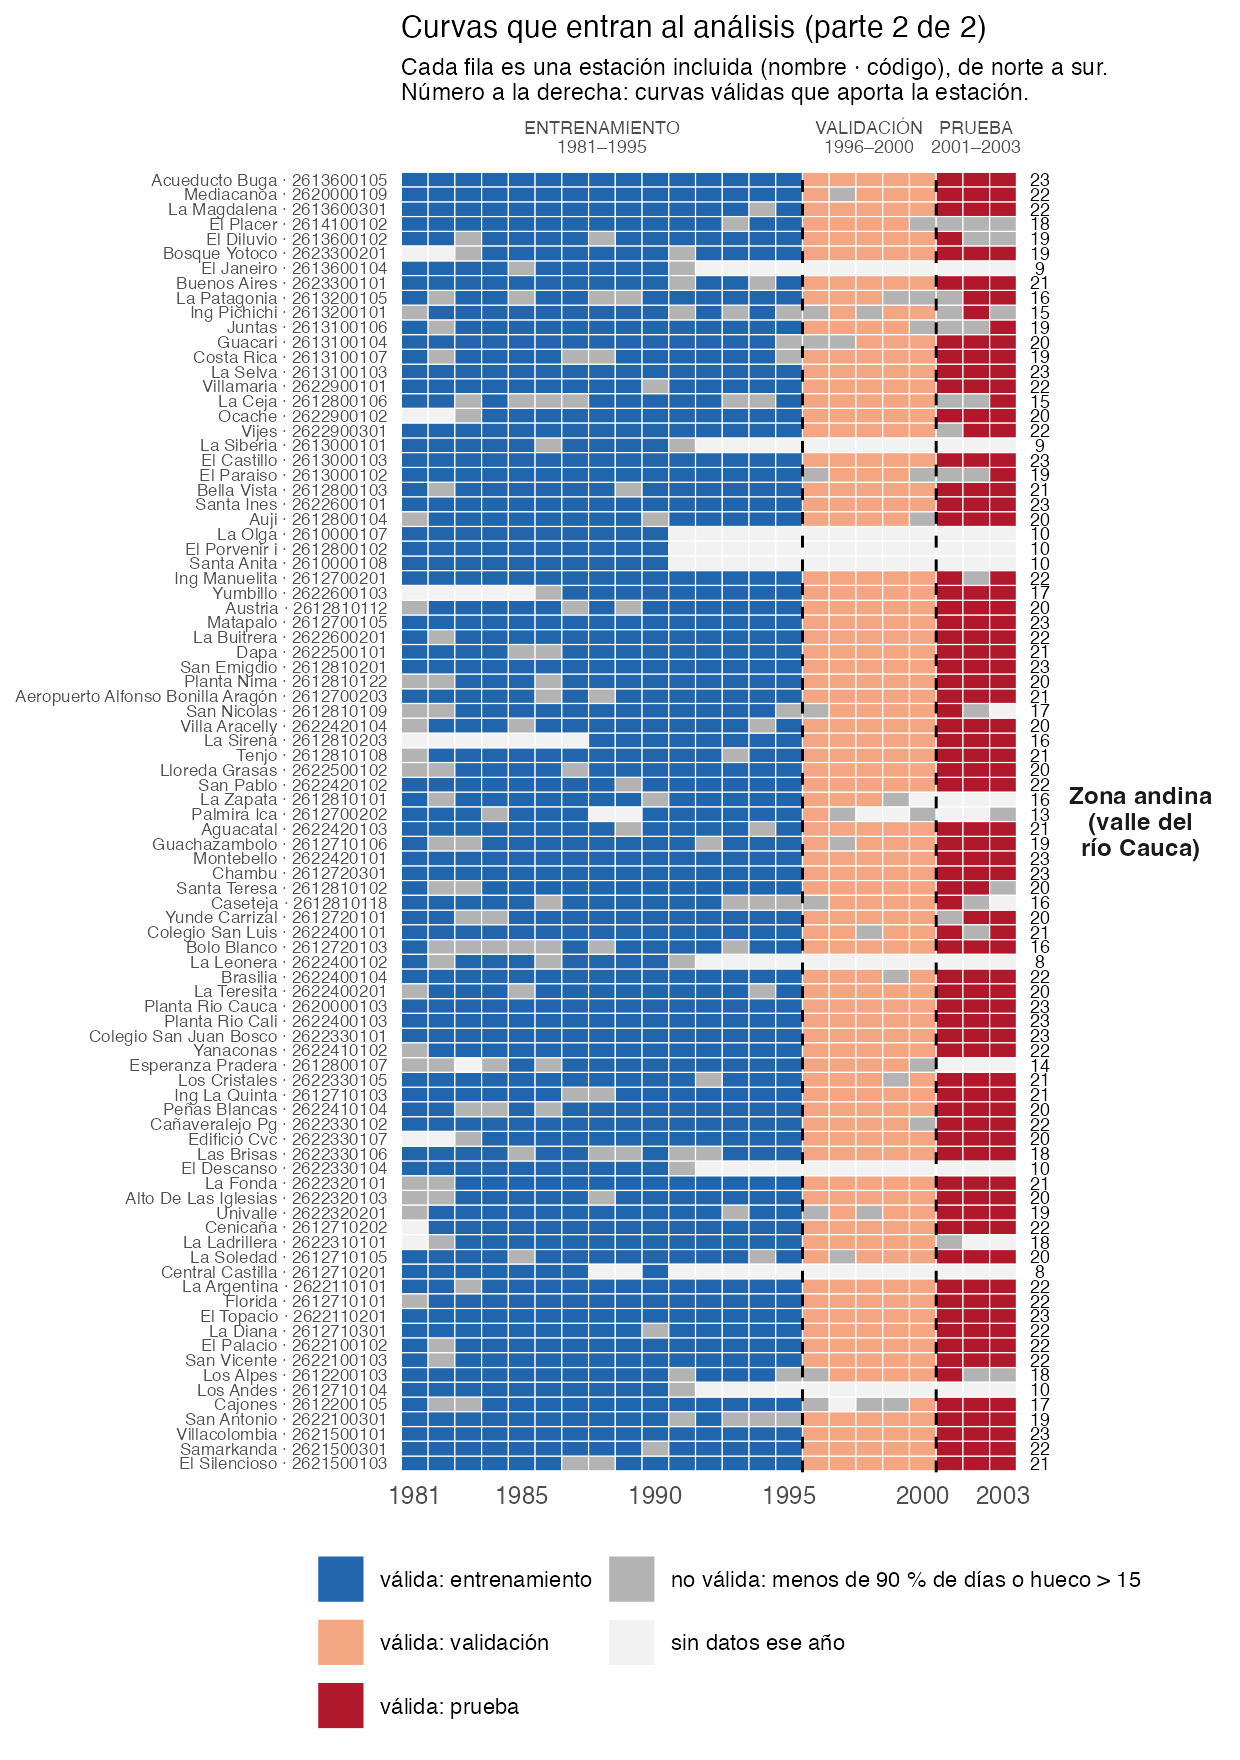 Curvas que entran al análisis (parte 2 de 2)
Cada fila es una estación incluida (nombre · código), de norte a sur.
Número a la derecha: curvas válidas que aporta la estación.
ENTRENAMIENTO VALIDACIÓN PRUEBA
1981–1995 1996–2000 2001–2003
Acueducto Buga · 2613600105 23
Mediacanoa · 2620000109 22
La Magdalena · 2613600301 22
El Placer · 2614100102 18
El Diluvio · 2613600102 19
Bosque Yotoco · 2623300201 19
El Janeiro · 2613600104 9
Buenos Aires · 2623300101 21
La Patagonia · 2613200105 16
Ing Pichichi · 2613200101 15
Juntas · 2613100106 19
Guacari · 2613100104 20
Costa Rica · 2613100107 19
La Selva · 2613100103 23
Villamaria · 2622900101 22
La Ceja · 2612800106 15
Ocache · 2622900102 20
Vijes · 2622900301 22
La Siberia · 2613000101 9
El Castillo · 2613000103 23
El Paraiso · 2613000102 19
Bella Vista · 2612800103 21
Santa Ines · 2622600101 23
Auji · 2612800104 20
La Olga · 2610000107 10
El Porvenir i · 2612800102 10
Santa Anita · 2610000108 10
Ing Manuelita · 2612700201 22
Yumbillo · 2622600103 17
Austria · 2612810112 20
Matapalo · 2612700105 23
La Buitrera · 2622600201 22
Dapa · 2622500101 21
San Emigdio · 2612810201 23
Planta Nima · 2612810122 20
Aeropuerto Alfonso Bonilla Aragón · 2612700203 21
San Nicolas · 2612810109 17
Villa Aracelly · 2622420104 20
La Sirena · 2612810203 16
Tenjo · 2612810108 21
Lloreda Grasas · 2622500102 20
San Pablo · 2622420102 22
La Zapata · 2612810101 16
Palmira Ica · 2612700202 13
Aguacatal · 2622420103 21
Guachazambolo · 2612710106 19
Montebello · 2622420101 23
Chambu · 2612720301 23
Santa Teresa · 2612810102 20
Caseteja · 2612810118 16
Yunde Carrizal · 2612720101 20
Colegio San Luis · 2622400101 21
Bolo Blanco · 2612720103 16
La Leonera · 2622400102 8
Brasilia · 2622400104 22
La Teresita · 2622400201 20
Planta Rio Cauca · 2620000103 23
Planta Rio Cali · 2622400103 23
Colegio San Juan Bosco · 2622330101 23
Yanaconas · 2622410102 22
Esperanza Pradera · 2612800107 14
Los Cristales · 2622330105 21
Ing La Quinta · 2612710103 21
Peñas Blancas · 2622410104 20
Cañaveralejo Pg · 2622330102 22
Edificio Cvc · 2622330107 20
Las Brisas · 2622330106 18
El Descanso · 2622330104 10
La Fonda · 2622320101 21
Alto De Las Iglesias · 2622320103 20
Univalle · 2622320201 19
Cenicaña · 2612710202 22
La Ladrillera · 2622310101 18
La Soledad · 2612710105 20
Central Castilla · 2612710201 8
La Argentina · 2622110101 22
Florida · 2612710101 22
El Topacio · 2622110201 23
La Diana · 2612710301 22
El Palacio · 2622100102 22
San Vicente · 2622100103 22
Los Alpes · 2612200103 18
Los Andes · 2612710104 10
Cajones · 2612200105 17
San Antonio · 2622100301 19
Villacolombia · 2621500101 23
Samarkanda · 2621500301 22
El Silencioso · 2621500103 21
Zona andina
(valle del
río Cauca)
1981 1985 1990 1995 2000 2003
válida: entrenamiento no válida: menos de 90 % de días o hueco > 15
válida: validación sin datos ese año
válida: prueba